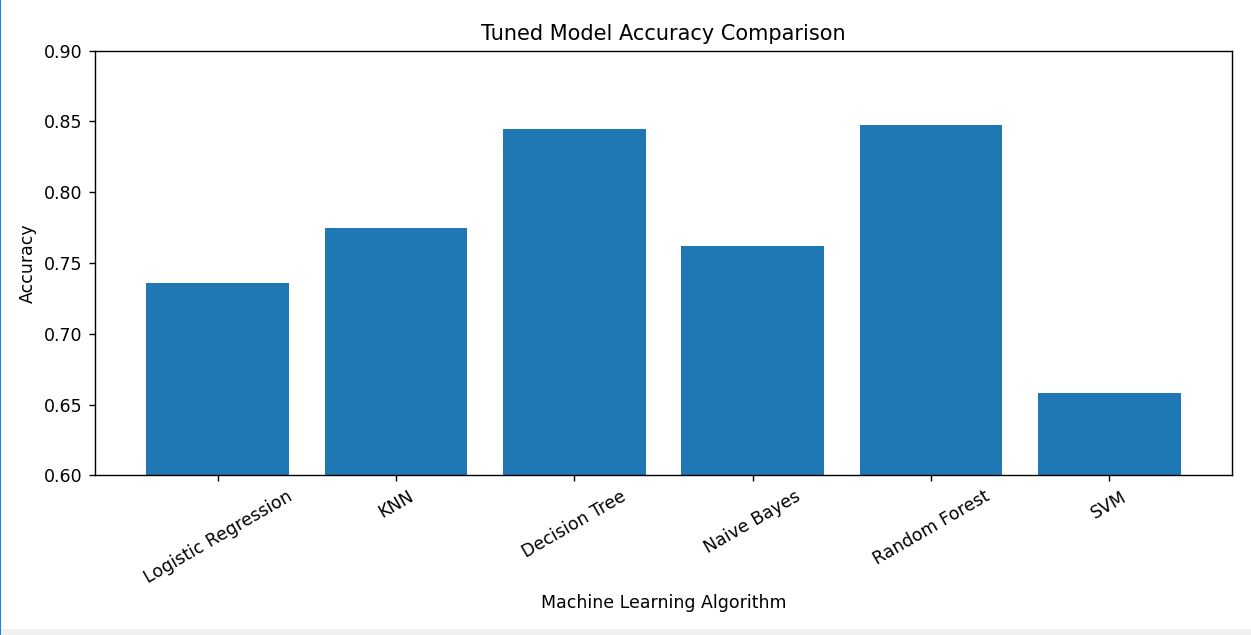 Tuned Model Accuracy Comparison
0.90
0.85
0.80
0.75
0.70
0.65
0.60
Accuracy
Logistic Regression
KNN
Decision Tree
Naive Bayes
Random Forest
SVM
Machine Learning Algorithm